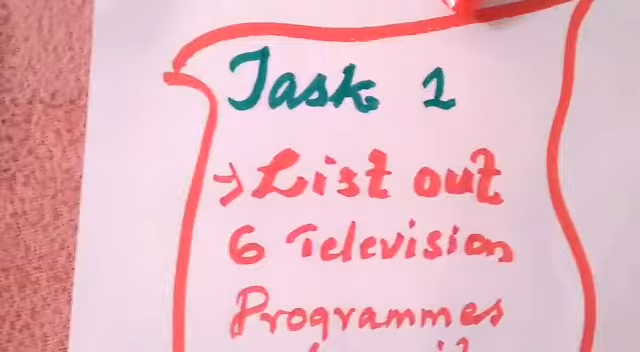 Task 1
→ List out
6 Television
Programmes